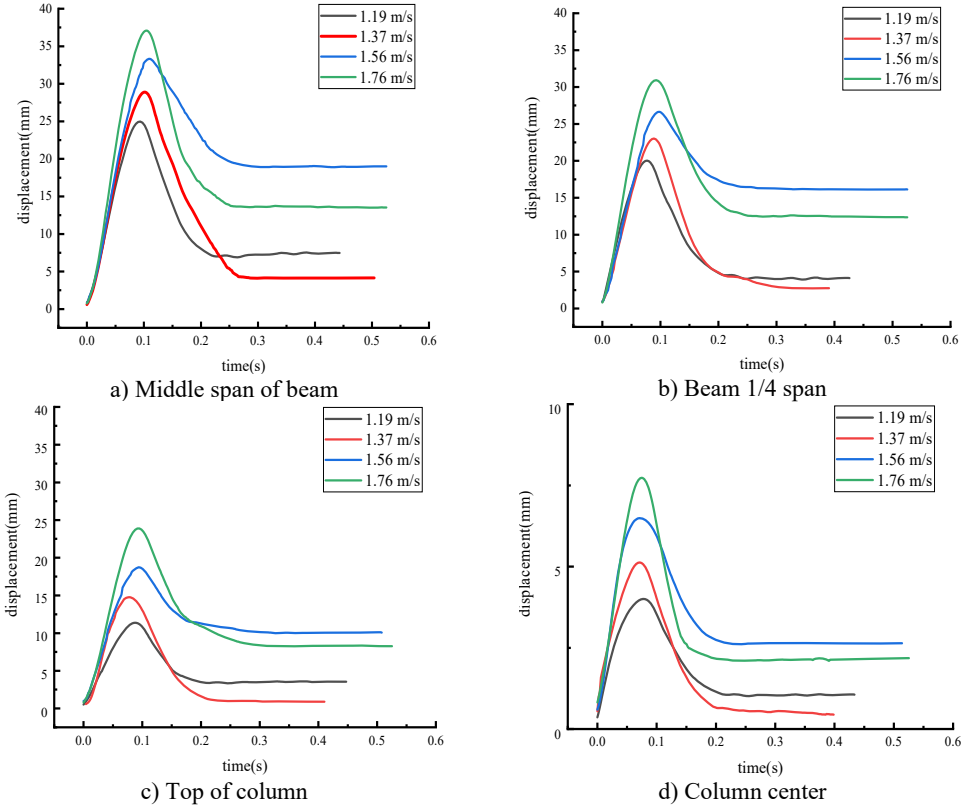 40
35
30
25
20
15
10
5
0
displacement(mm)
0.0 0.1 0.2 0.3 0.4 0.5 0.6
time(s)
1.19 m/s
1.37 m/s
1.56 m/s
1.76 m/s
a) Middle span of beam
40
35
30
25
20
15
10
5
0
displacement(mm)
0.0 0.1 0.2 0.3 0.4 0.5 0.6
time(s)
1.19 m/s
1.37 m/s
1.56 m/s
1.76 m/s
b) Beam 1/4 span
40
35
30
25
20
15
10
5
0
displacement(mm)
0.0 0.1 0.2 0.3 0.4 0.5 0.6
time(s)
1.19 m/s
1.37 m/s
1.56 m/s
1.76 m/s
c) Top of column
10
5
0
displacement(mm)
0.0 0.1 0.2 0.3 0.4 0.5 0.6
time(s)
1.19 m/s
1.37 m/s
1.56 m/s
1.76 m/s
d) Column center